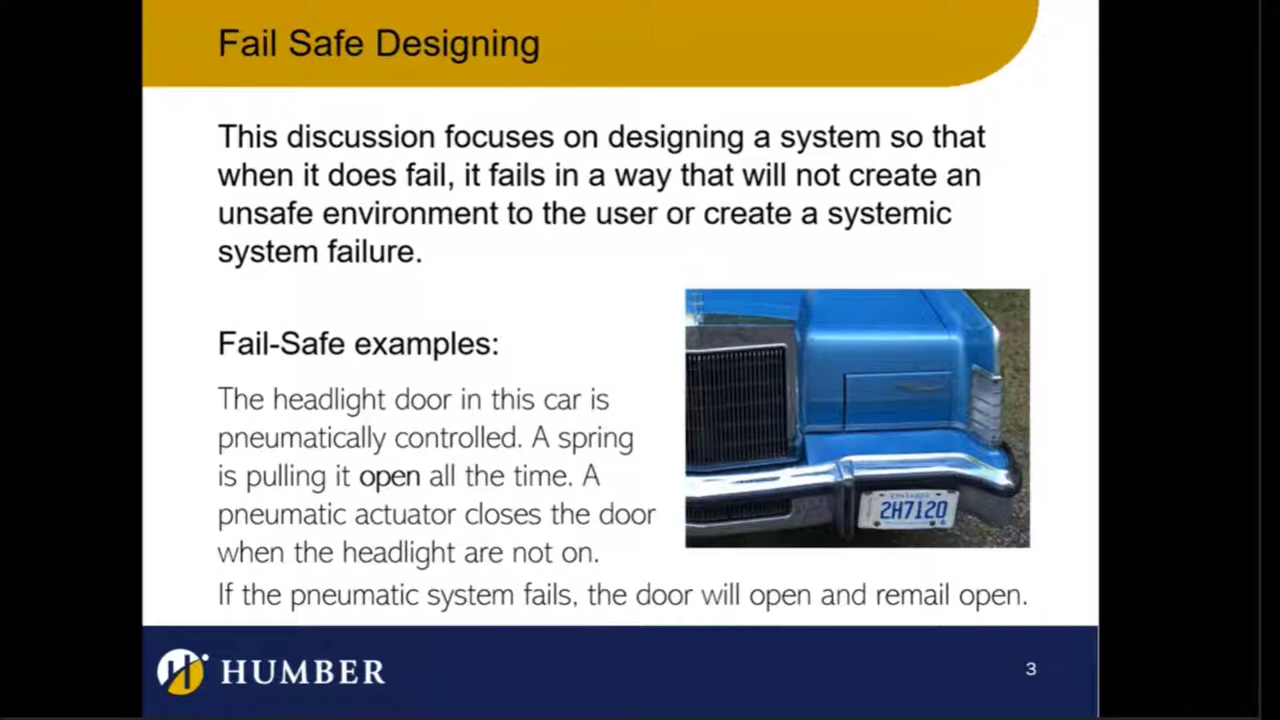 Fail Safe Designing
This discussion focuses on designing a system so that
when it does fail, it fails in a way that will not create an
unsafe environment to the user or create a systemic
system failure.
Fail-Safe examples:
The headlight door in this car is
pneumatically controlled. A spring
is pulling it open all the time. A
pneumatic actuator closes the door
when the headlight are not on.
If the pneumatic system fails, the door will open and remail open.
2H7120
HUMBER
3